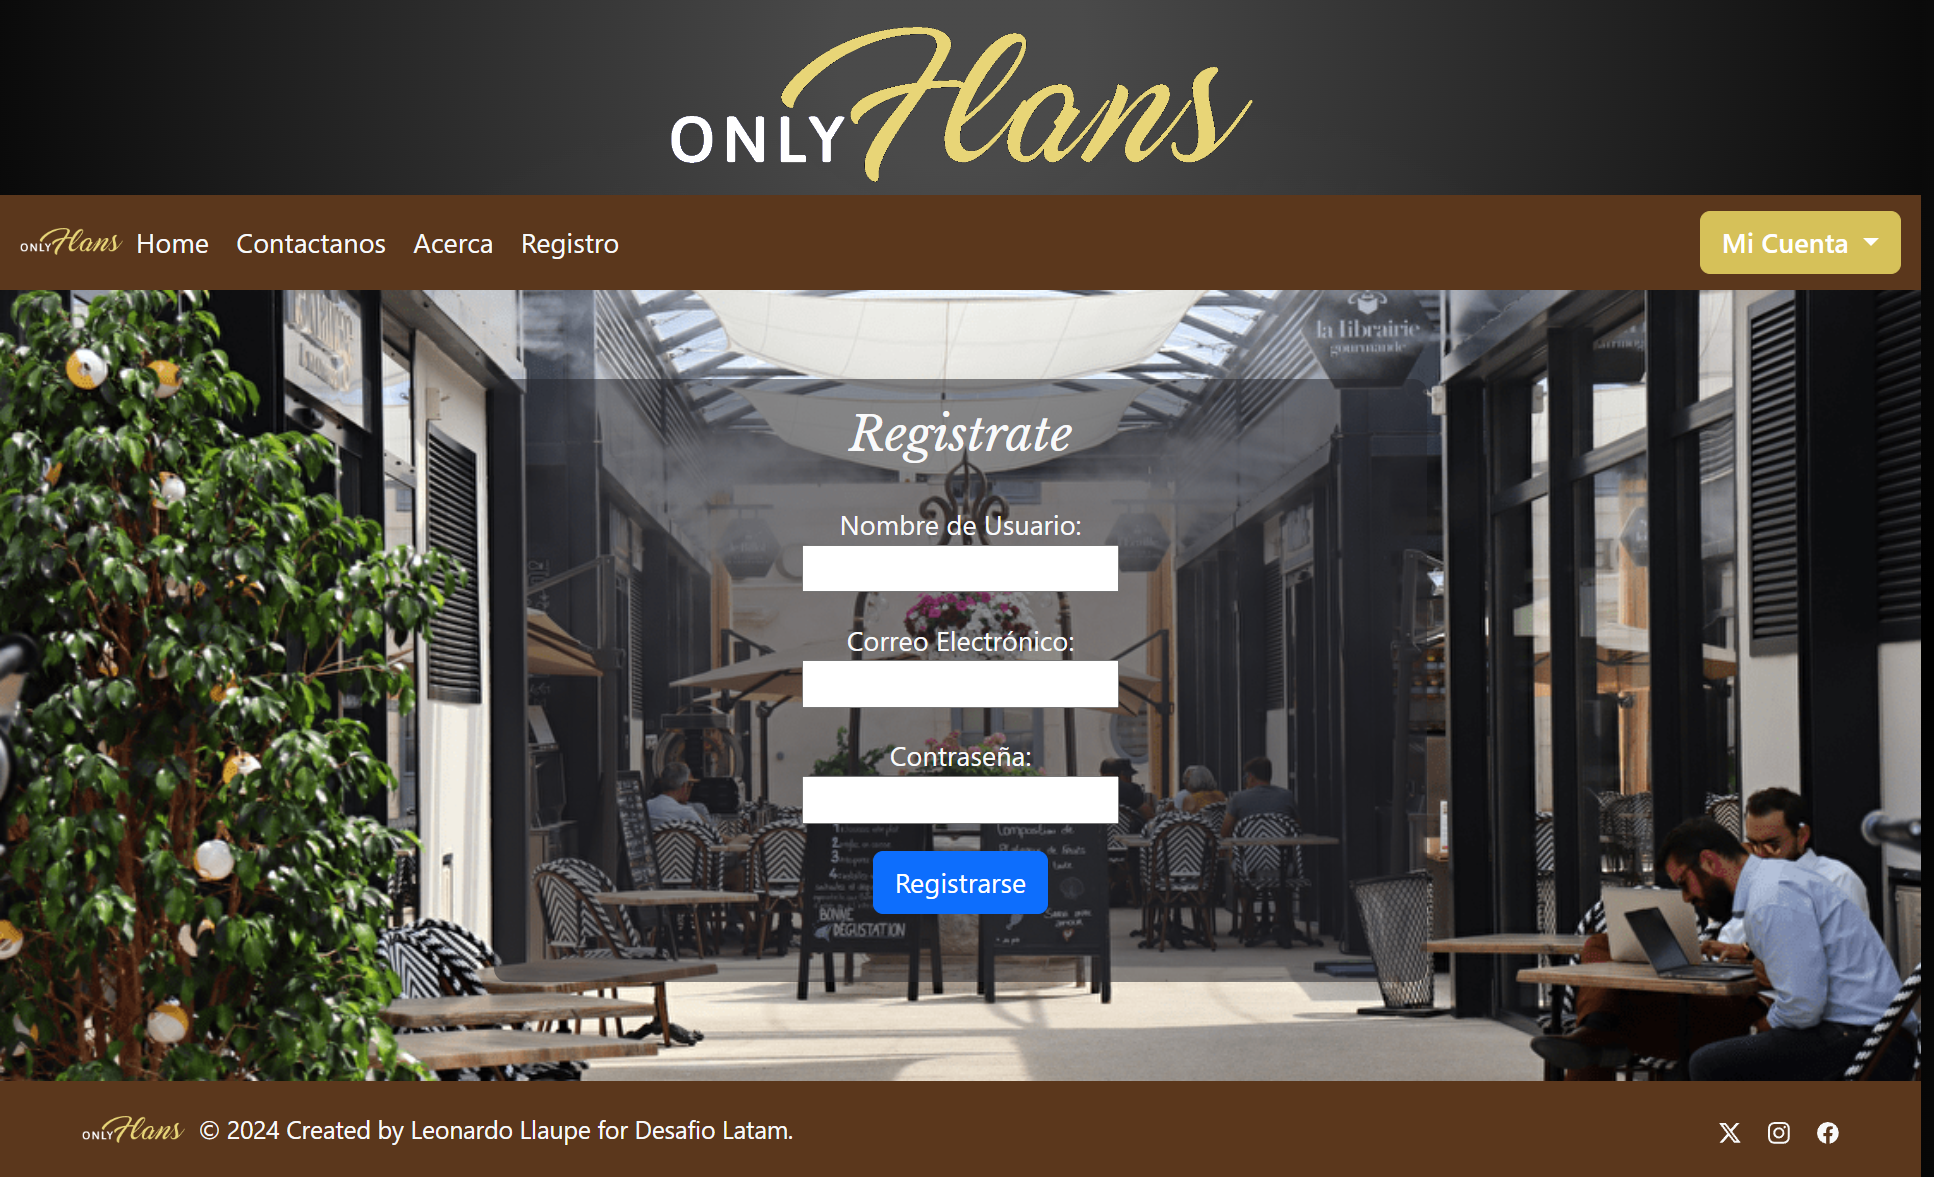 ONLY Flans
ONLY Flans Home Contactanos Acerca Registro Mi Cuenta
la librairie
gourmande
Registrate
Nombre de Usuario:
Correo Electrónico:
Contraseña:
Registrarse
BONNE
DÉGUSTATION
ONLY Flans © 2024 Created by Leonardo Llaupe for Desafio Latam.